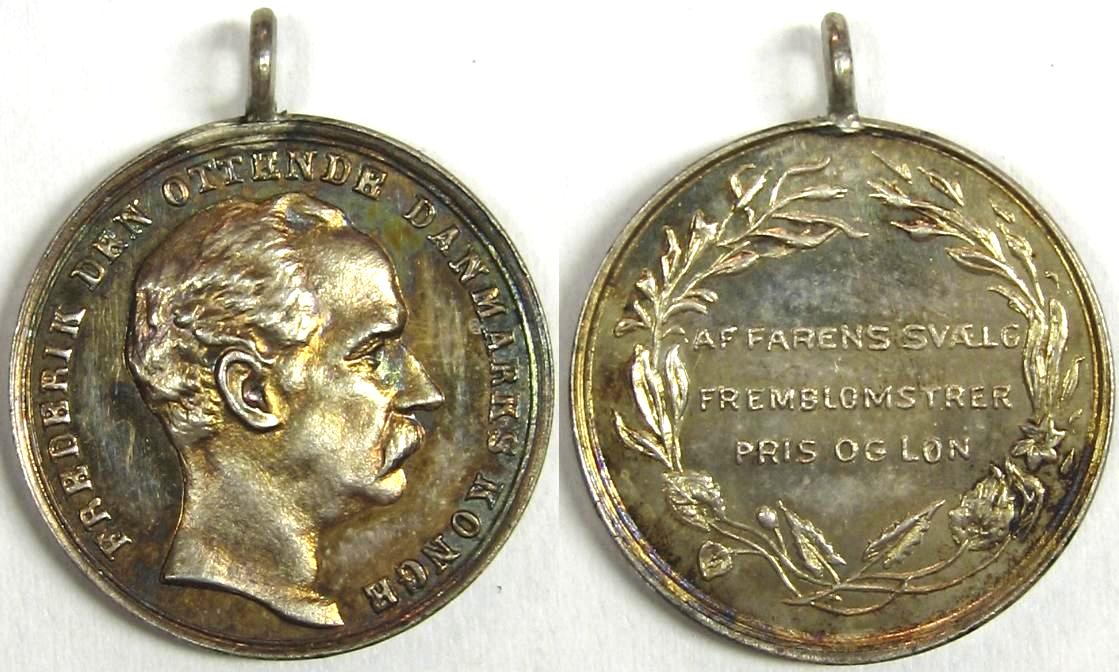 FREDERIK DEN OTTENDE DANMARKS KONGE
AF FARENS SVÆLG
FREMBLOMSTRER
PRIS OG LØN